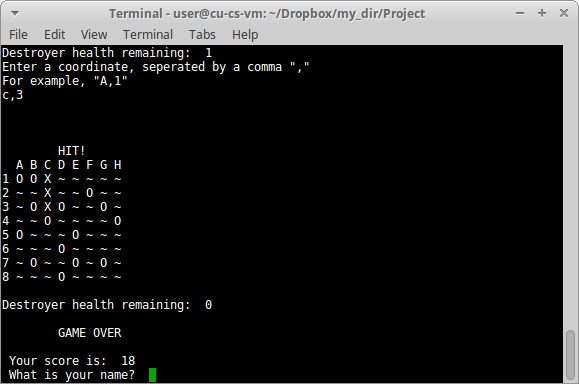 Terminal - user@cu-cs-vm: ~/Dropbox/my_dir/Project
File Edit View Terminal Tabs Help
Destroyer health remaining:  1
Enter a coordinate, seperated by a comma ","
For example, "A,1"
c,3
HIT!
A B C D E F G H
1 O O X ~ ~ ~ ~ ~
2 ~ ~ X ~ ~ O ~ ~
3 ~ O X O ~ ~ O ~
4 ~ ~ O ~ ~ ~ ~ O
5 O ~ ~ ~ O ~ ~ ~
6 ~ ~ ~ O ~ ~ ~ ~
7 ~ O ~ ~ O ~ O ~
8 ~ ~ ~ O ~ ~ ~ ~
Destroyer health remaining:  0
GAME OVER
Your score is:  18
What is your name?